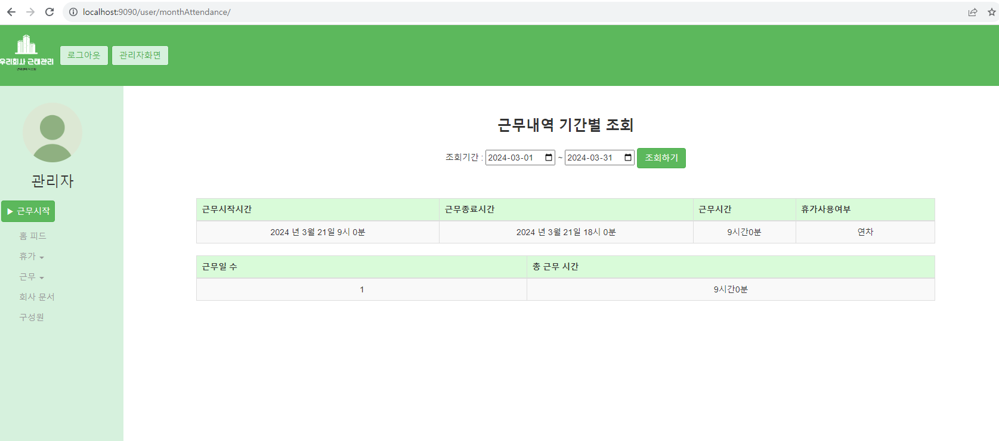 localhost:9090/user/monthAttendance/
우리회사 근태관리
로그아웃 관리자화면
관리자
▶ 근무시작
홈 피드
휴가
근무
회사 문서
구성원
근무내역 기간별 조회
조회기간 : 2024-03-01 ~ 2024-03-31 조회하기
근무시작시간 근무종료시간 근무시간 휴가사용여부
2024 년 3월 21일 9시 0분 2024 년 3월 21일 18시 0분 9시간0분 연차
근무일 수 총 근무 시간
1 9시간0분